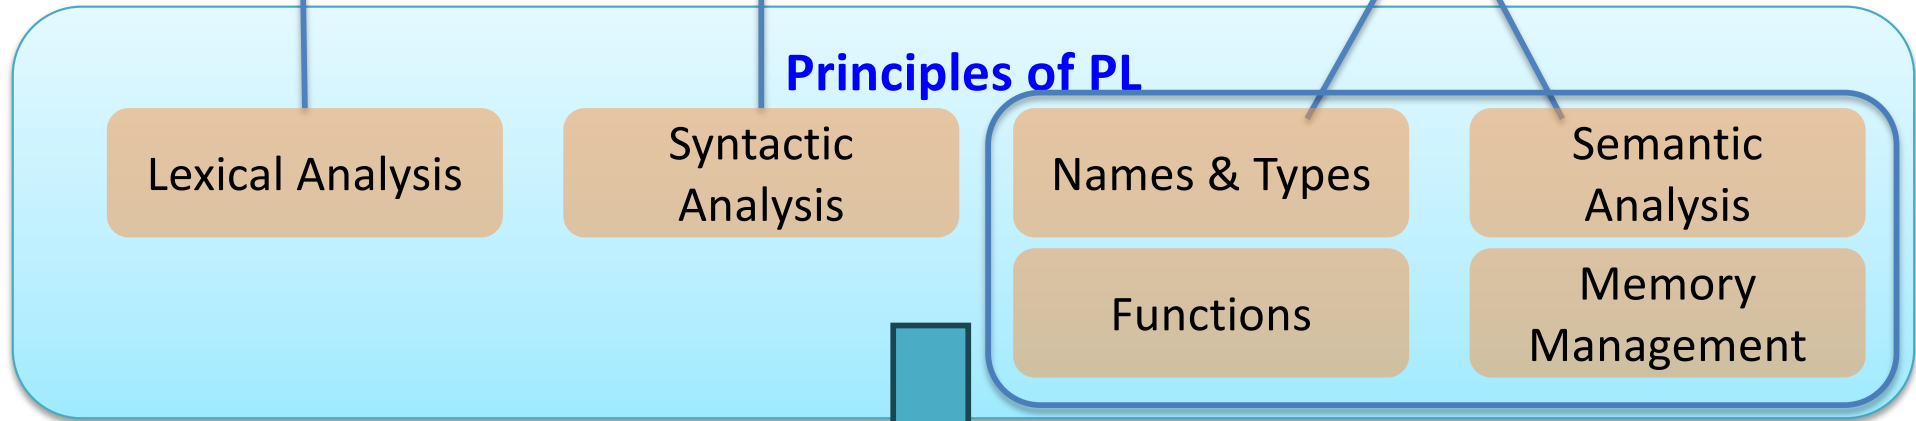 Principles of PL
Lexical Analysis
Syntactic
Analysis
Names & Types
Semantic
Analysis
Functions
Memory
Management